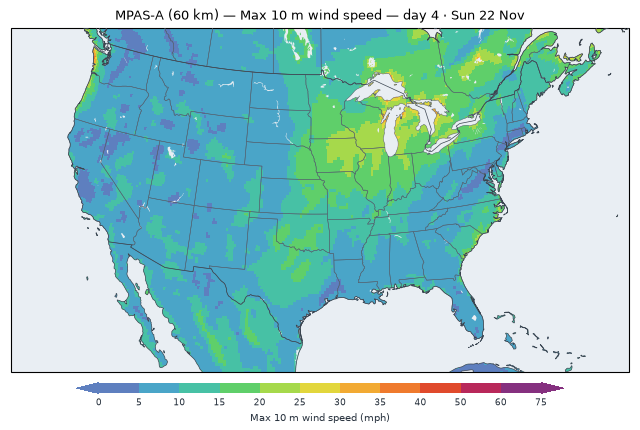 MPAS-A (60 km) — Max 10 m wind speed — day 4 · Sun 22 Nov
0 5 10 15 20 25 30 35 40 50 60 75
Max 10 m wind speed (mph)